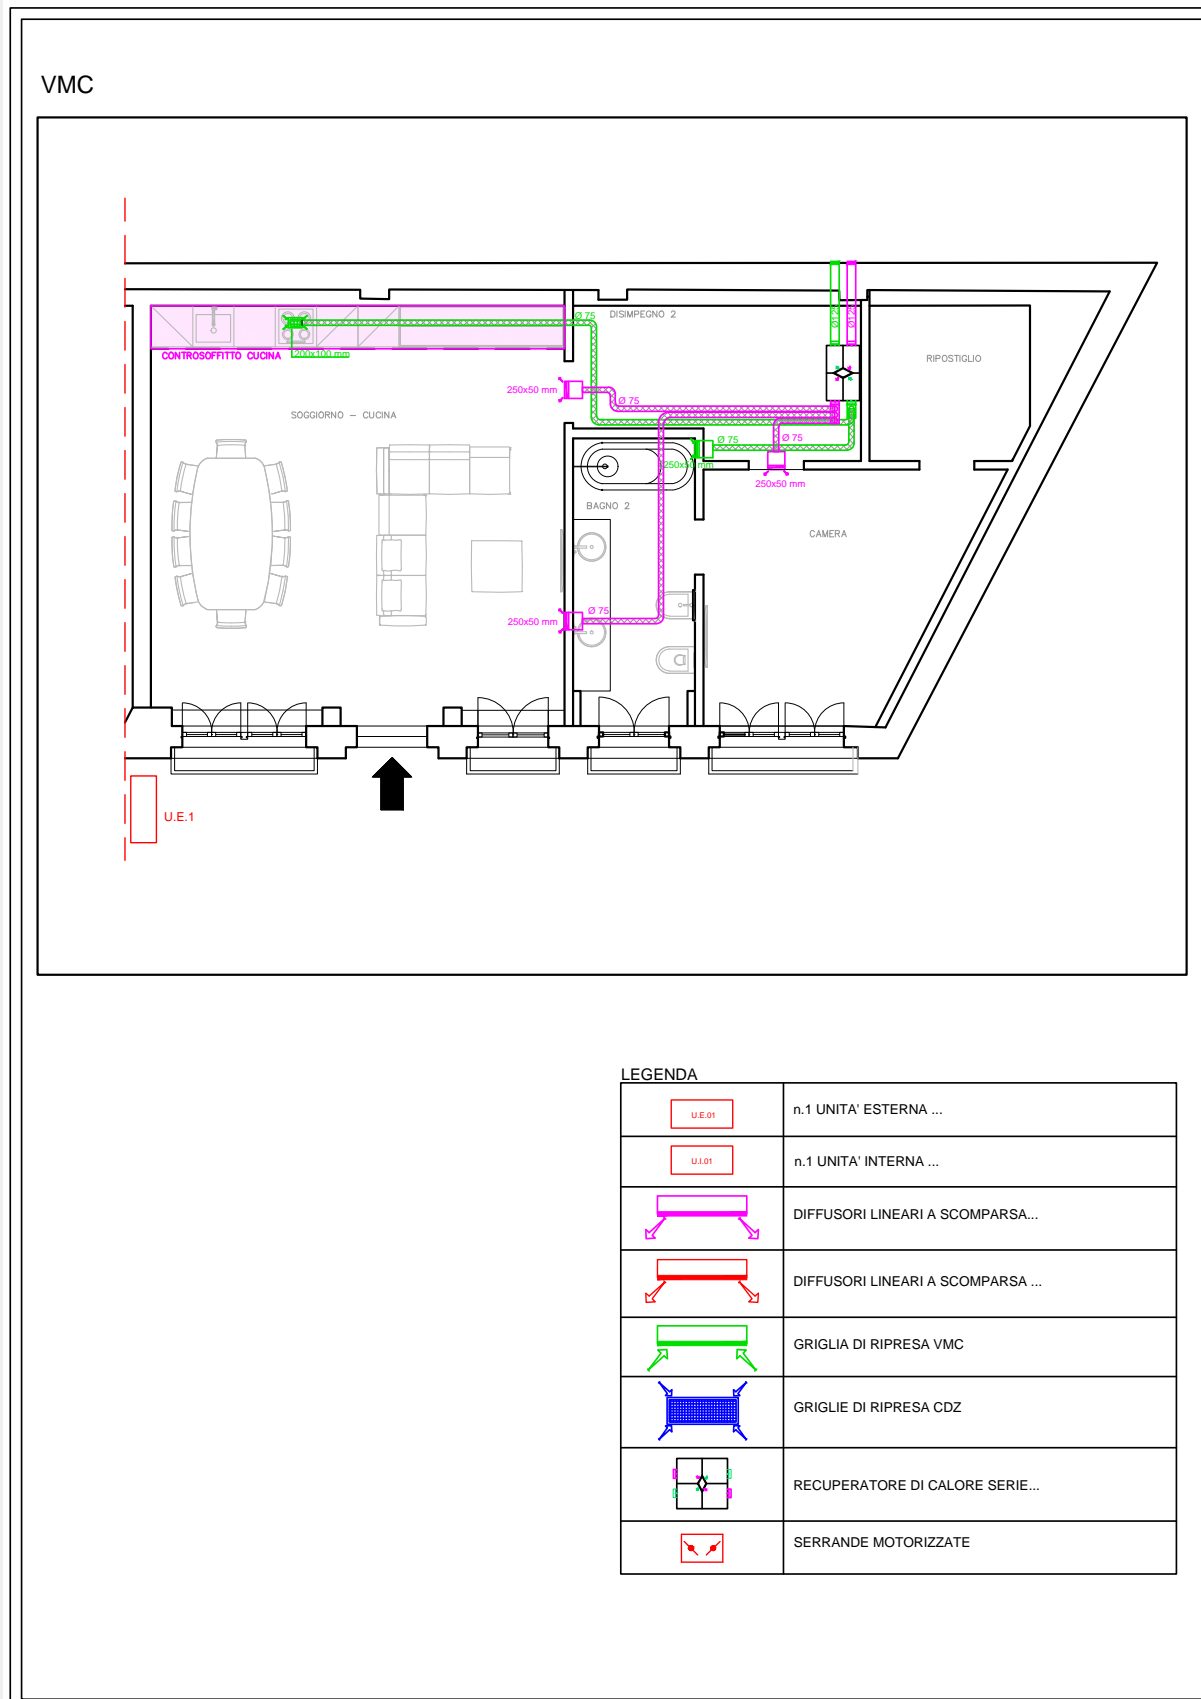 VMC
Ø 75
DISIMPEGNO 2
Ø120
Ø120
CONTROSOFFITTO CUCINA
200x100 mm
RIPOSTIGLIO
250x50 mm
Ø 75
SOGGIORNO – CUCINA
Ø 75
Ø 75
250x50 mm
250x50 mm
BAGNO 2
CAMERA
Ø 75
250x50 mm
U.E.1
LEGENDA
U.E.01
n.1 UNITA' ESTERNA ...
U.I.01
n.1 UNITA' INTERNA ...
DIFFUSORI LINEARI A SCOMPARSA...
DIFFUSORI LINEARI A SCOMPARSA ...
GRIGLIA DI RIPRESA VMC
GRIGLIE DI RIPRESA CDZ
RECUPERATORE DI CALORE SERIE...
SERRANDE MOTORIZZATE